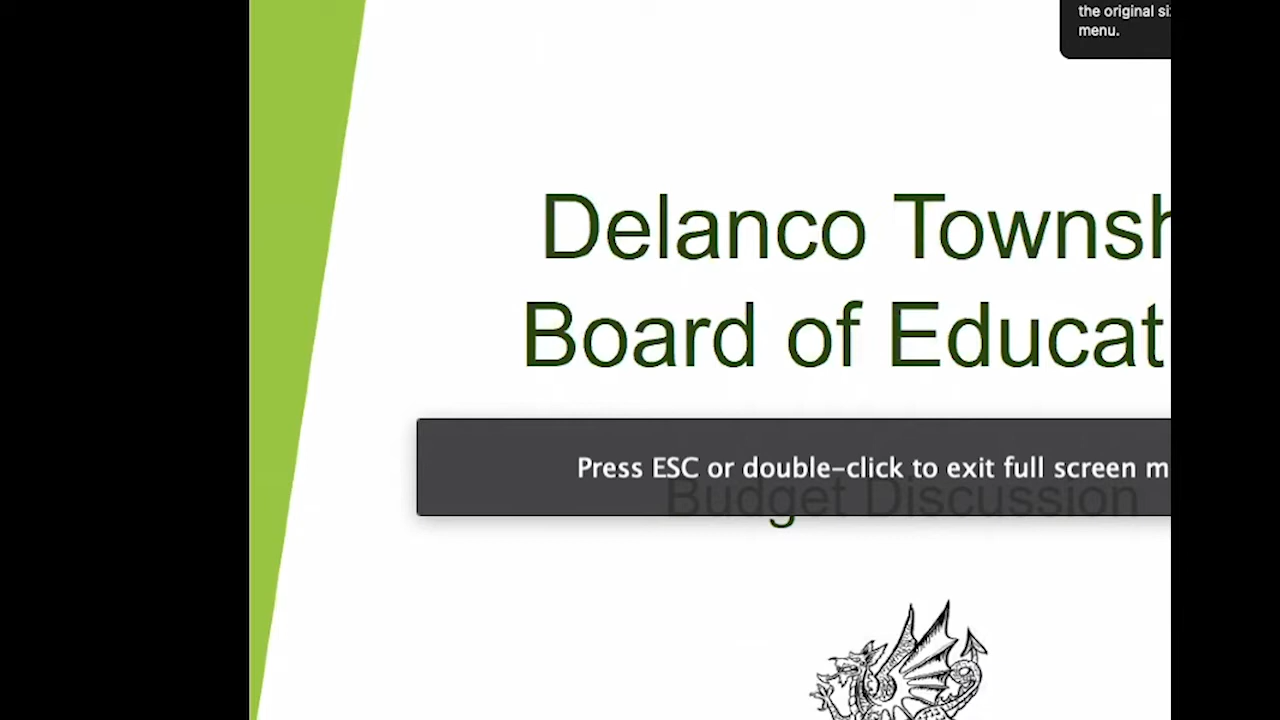 the original si
menu.
Delanco Townsh
Board of Educat
Press ESC or double-click to exit full screen m
Budget Discussion